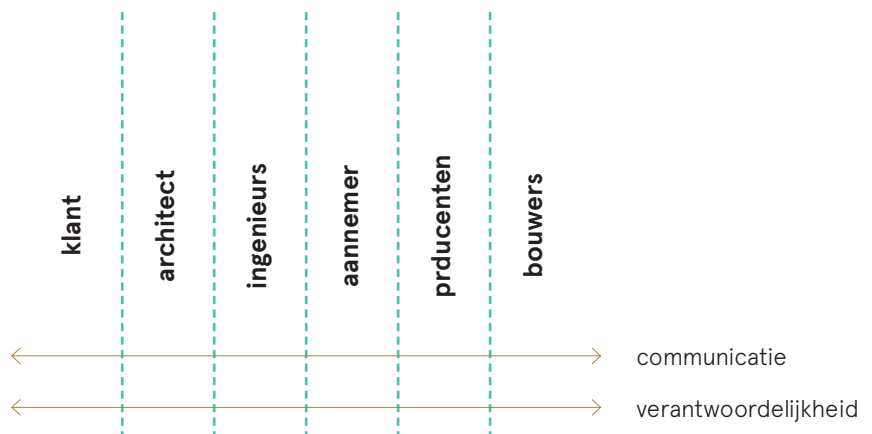 klant
architect
ingenieurs
aannemer
prducenten
bouwers
communicatie
verantwoordelijkheid